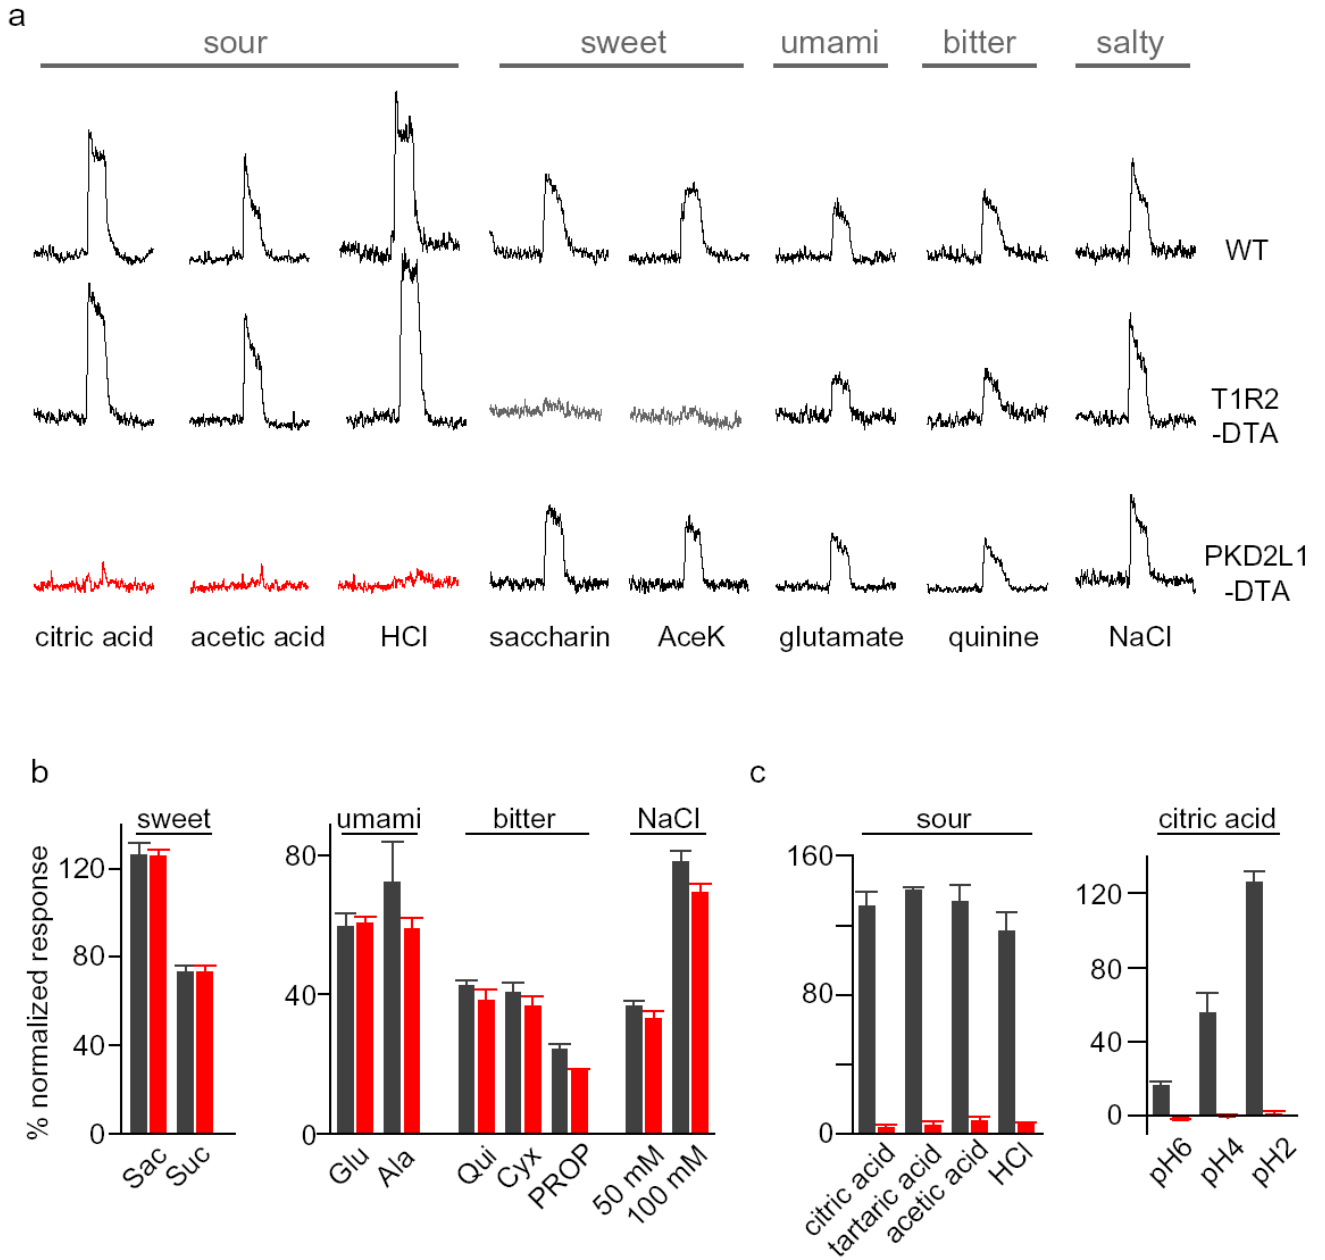 a
sour sweet umami bitter salty
WT
T1R2
-DTA
PKD2L1
-DTA
citric acid acetic acid HCl saccharin AceK glutamate quinine NaCl
b
c
sweet umami bitter NaCl sour citric acid
% normalized response
120
80
40
0
80
40
0
160
80
0
120
80
40
0
Sac Suc Glu Ala Qui Cyx PROP 50 mM 100 mM citric acid tartaric acid acetic acid HCl pH6 pH4 pH2